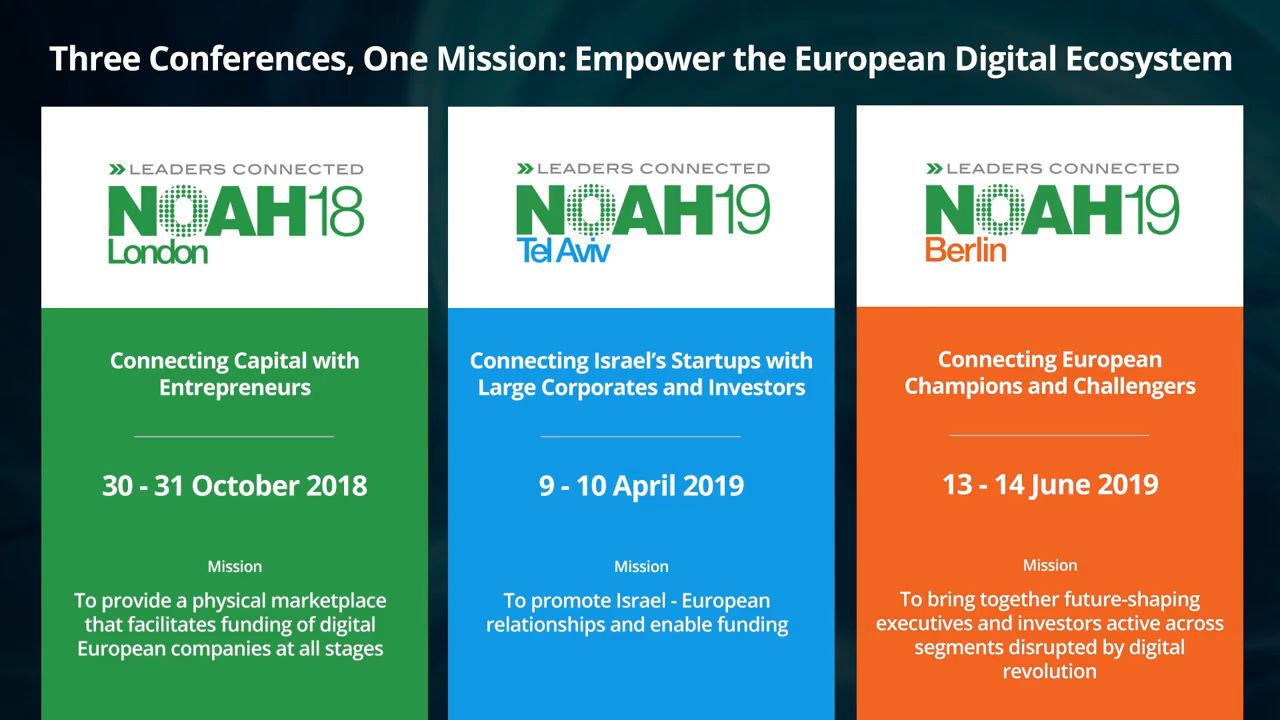 Three Conferences, One Mission: Empower the European Digital Ecosystem
LEADERS CONNECTED
NOAH18
London
Connecting Capital with
Entrepreneurs
30 - 31 October 2018
Mission
To provide a physical marketplace
that facilitates funding of digital
European companies at all stages
LEADERS CONNECTED
NOAH19
Tel Aviv
Connecting Israel’s Startups with
Large Corporates and Investors
9 - 10 April 2019
Mission
To promote Israel - European
relationships and enable funding
LEADERS CONNECTED
NOAH19
Berlin
Connecting European
Champions and Challengers
13 - 14 June 2019
Mission
To bring together future-shaping
executives and investors active across
segments disrupted by digital
revolution